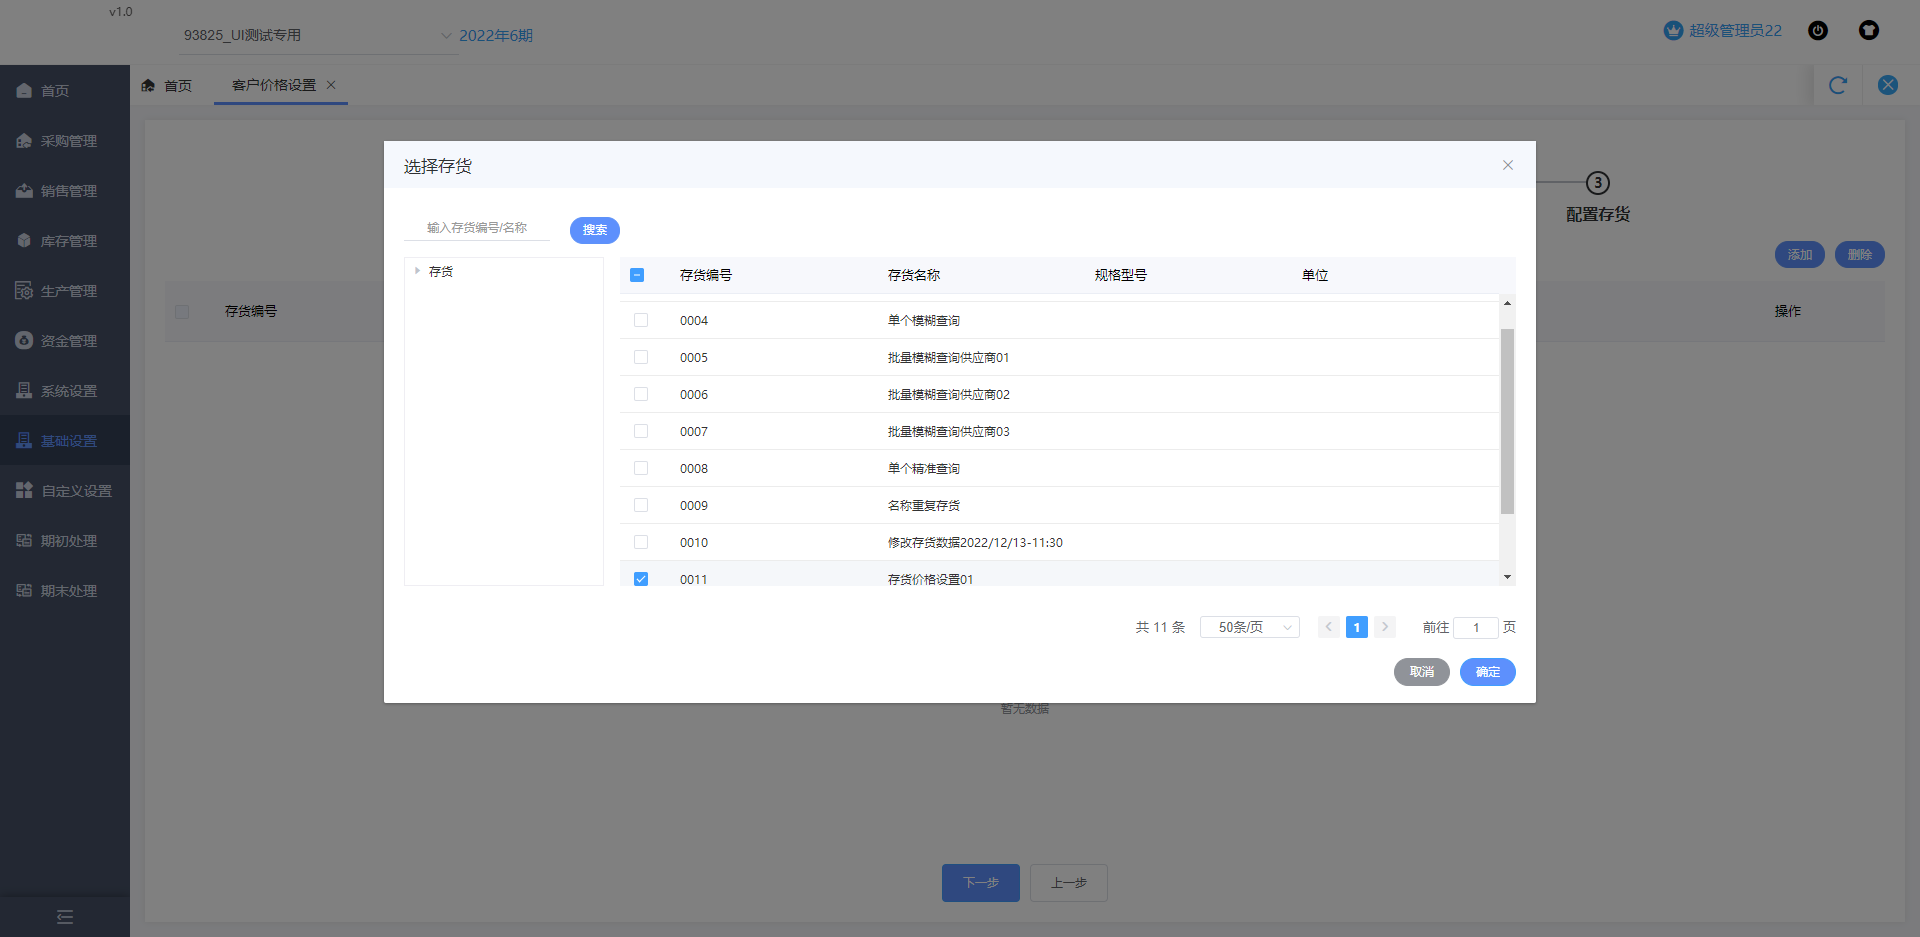 v1.0
93825_UI测试专用
2022年6期
超级管理员22
首页
采购管理
销售管理
库存管理
生产管理
资金管理
系统设置
基础设置
自定义设置
期初处理
期末处理
首页
客户价格设置
3
配置存货
添加
删除
存货编号
操作
选择存货
输入存货编号/名称
搜索
存货
存货编号 存货名称 规格型号 单位
0004 单个模糊查询
0005 批量模糊查询供应商01
0006 批量模糊查询供应商02
0007 批量模糊查询供应商03
0008 单个精准查询
0009 名称重复存货
0010 修改存货数据2022/12/13-11:30
0011 存货价格设置01
共 11 条 50条/页 1 前往 1 页
取消 确定
暂无数据
下一步 上一步